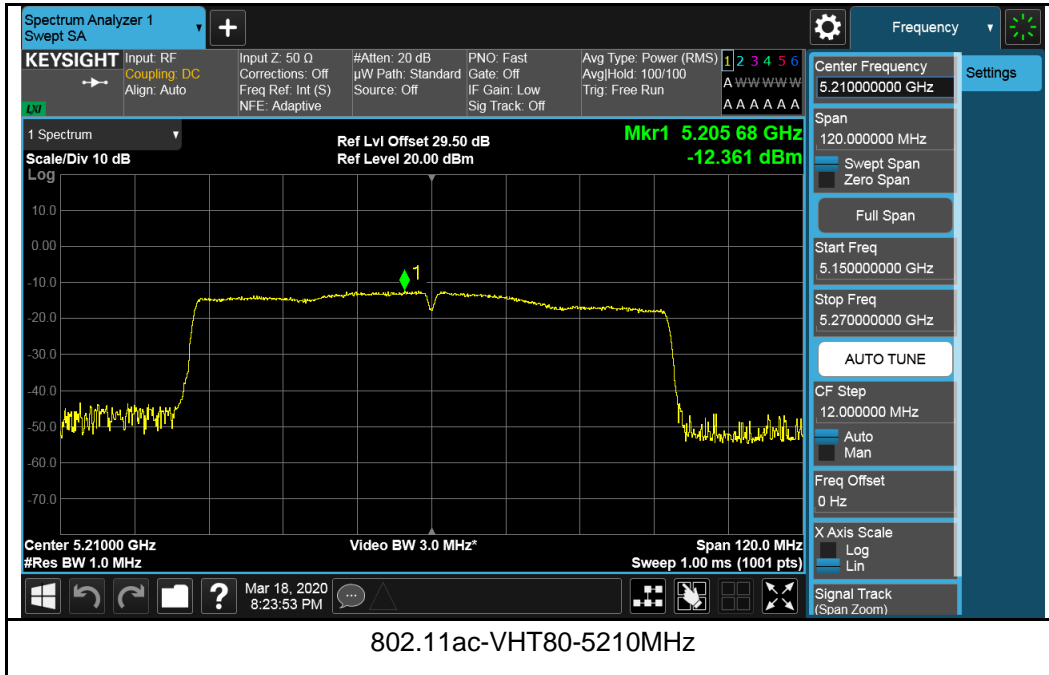 Spectrum Analyzer 1
Swept SA
+
Frequency
KEYSIGHT
LXI
Input: RF
Coupling: DC
Align: Auto
Input Z: 50 Ω
Corrections: Off
Freq Ref: Int (S)
NFE: Adaptive
#Atten: 20 dB
µW Path: Standard
Source: Off
PNO: Fast
Gate: Off
IF Gain: Low
Sig Track: Off
Avg Type: Power (RMS)
Avg|Hold: 100/100
Trig: Free Run
1 2 3 4 5 6
A W W W W W
A A A A A A
1 Spectrum
Scale/Div 10 dB
Log
Ref Lvl Offset 29.50 dB
Ref Level 20.00 dBm
Mkr1 5.205 68 GHz
-12.361 dBm
10.0
0.00
-10.0
-20.0
-30.0
-40.0
-50.0
-60.0
-70.0
1
Center 5.21000 GHz
#Res BW 1.0 MHz
Video BW 3.0 MHz*
Span 120.0 MHz
Sweep 1.00 ms (1001 pts)
?
Mar 18, 2020
8:23:53 PM
Center Frequency
5.210000000 GHz
Span
120.000000 MHz
Swept Span
Zero Span
Full Span
Start Freq
5.150000000 GHz
Stop Freq
5.270000000 GHz
AUTO TUNE
CF Step
12.000000 MHz
Auto
Man
Freq Offset
0 Hz
X Axis Scale
Log
Lin
Signal Track
(Span Zoom)
Settings
802.11ac-VHT80-5210MHz